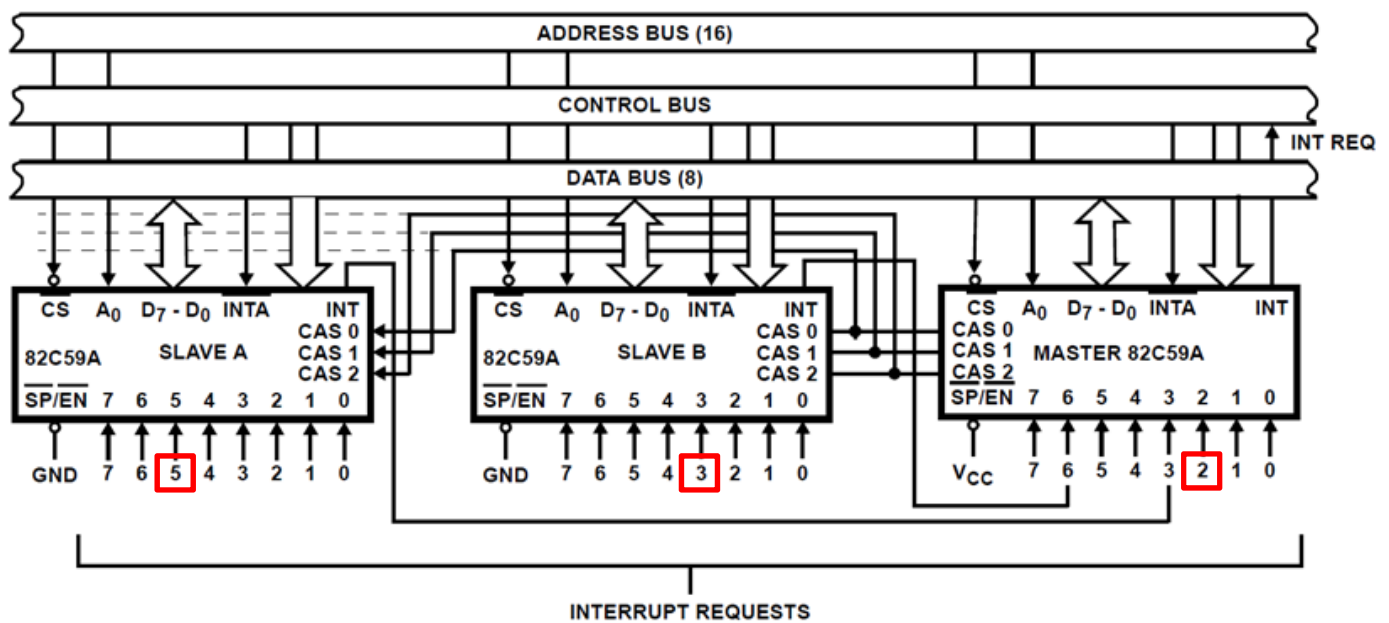 ADDRESS BUS (16)
CONTROL BUS
INT REQ
DATA BUS (8)
CS A0 D7 - D0 INTA INT
CAS 0
CAS 1
CAS 2
82C59A
SLAVE A
SP/EN 7 6 5 4 3 2 1 0
GND 7 6 5 4 3 2 1 0
CS A0 D7 - D0 INTA INT
CAS 0
CAS 1
CAS 2
82C59A
SLAVE B
SP/EN 7 6 5 4 3 2 1 0
GND 7 6 5 4 3 2 1 0
CS A0 D7 - D0 INTA INT
CAS 0
CAS 1
CAS 2
MASTER 82C59A
SP/EN 7 6 5 4 3 2 1 0
VCC 7 6 5 4 3 2 1 0
INTERRUPT REQUESTS